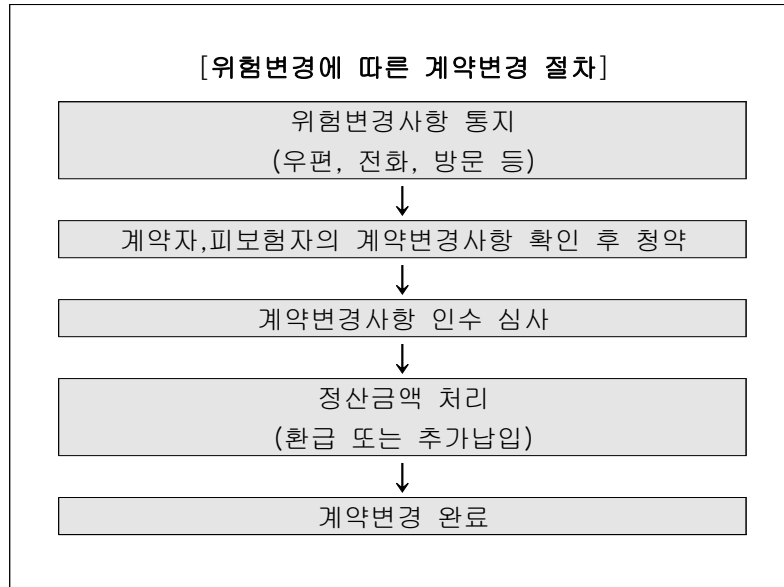 [위험변경에 따른 계약변경 절차]
위험변경사항 통지
(우편, 전화, 방문 등)
계약자,피보험자의 계약변경사항 확인 후 청약
계약변경사항 인수 심사
정산금액 처리
(환급 또는 추가납입)
계약변경 완료